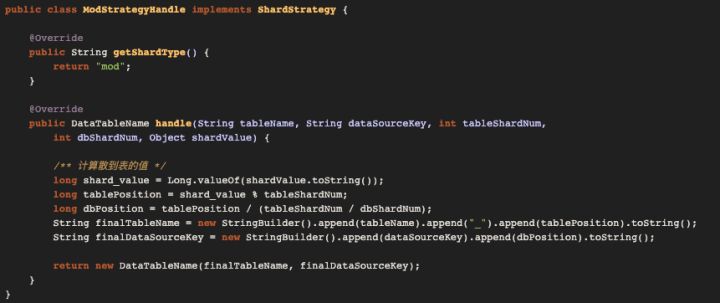 public class ModStrategyHandle implements ShardStrategy {
@Override
public String getShardType() {
return "mod";
}
@Override
public DataTableName handle(String tableName, String dataSourceKey, int tableShardNum,
int dbShardNum, Object shardValue) {
/** 计算散到表的值 */
long shard_value = Long.valueOf(shardValue.toString());
long tablePosition = shard_value % tableShardNum;
long dbPosition = tablePosition / (tableShardNum / dbShardNum);
String finalTableName = new StringBuilder().append(tableName).append("_").append(tablePosition).toString();
String finalDataSourceKey = new StringBuilder().append(dataSourceKey).append(dbPosition).toString();
return new DataTableName(finalTableName, finalDataSourceKey);
}
}